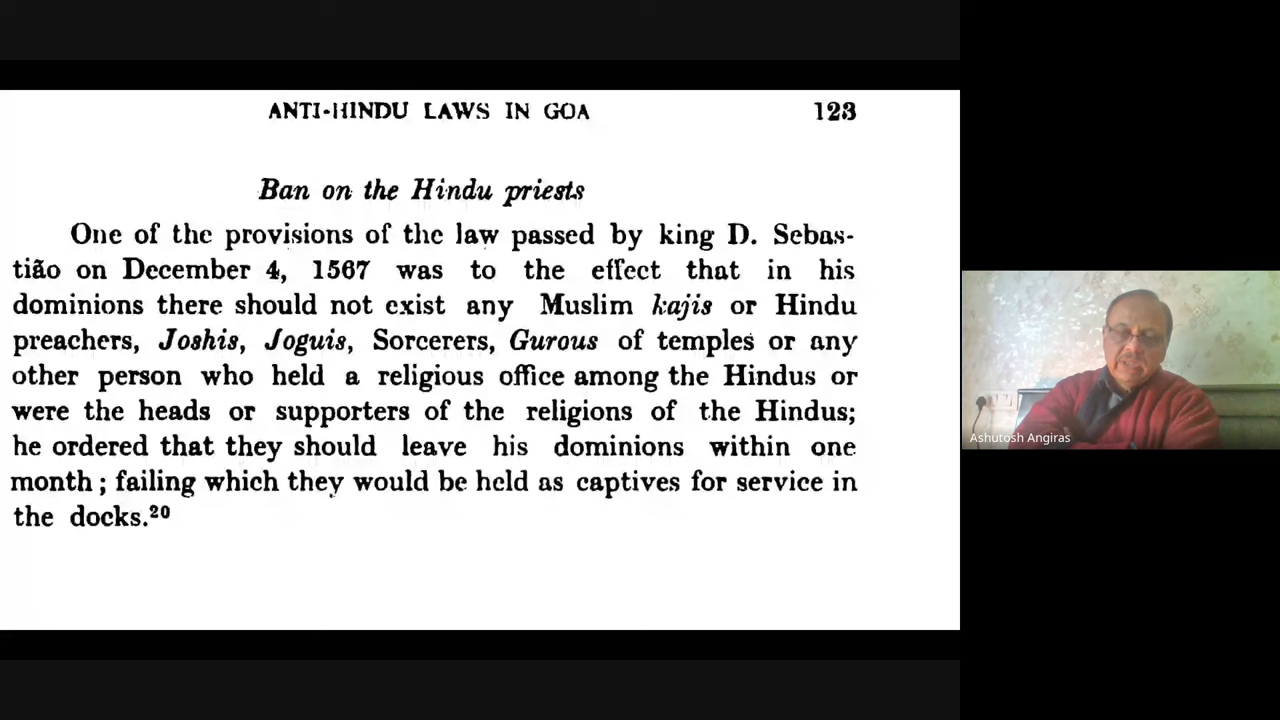 ANTI-HINDU LAWS IN GOA 123
Ban on the Hindu priests
One of the provisions of the law passed by king D. Sebas-
tião on December 4, 1567 was to the effect that in his
dominions there should not exist any Muslim kajis or Hindu
preachers, Joshis, Joguis, Sorcerers, Gurous of temples or any
other person who held a religious office among the Hindus or
were the heads or supporters of the religions of the Hindus;
he ordered that they should leave his dominions within one
month; failing which they would be held as captives for service in
the docks.20
Ashutosh Angiras